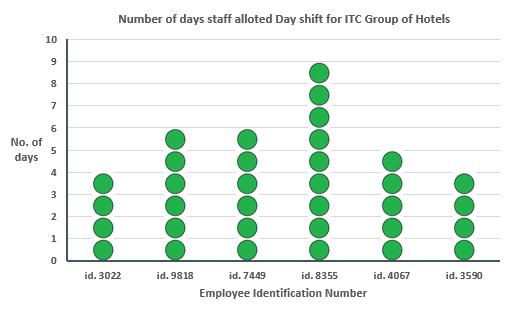 Number of days staff alloted Day shift for ITC Group of Hotels
10
9
8
7
6
5
4
3
2
1
0
No. of
days
id. 3022 id. 9818 id. 7449 id. 8355 id. 4067 id. 3590
Employee Identification Number